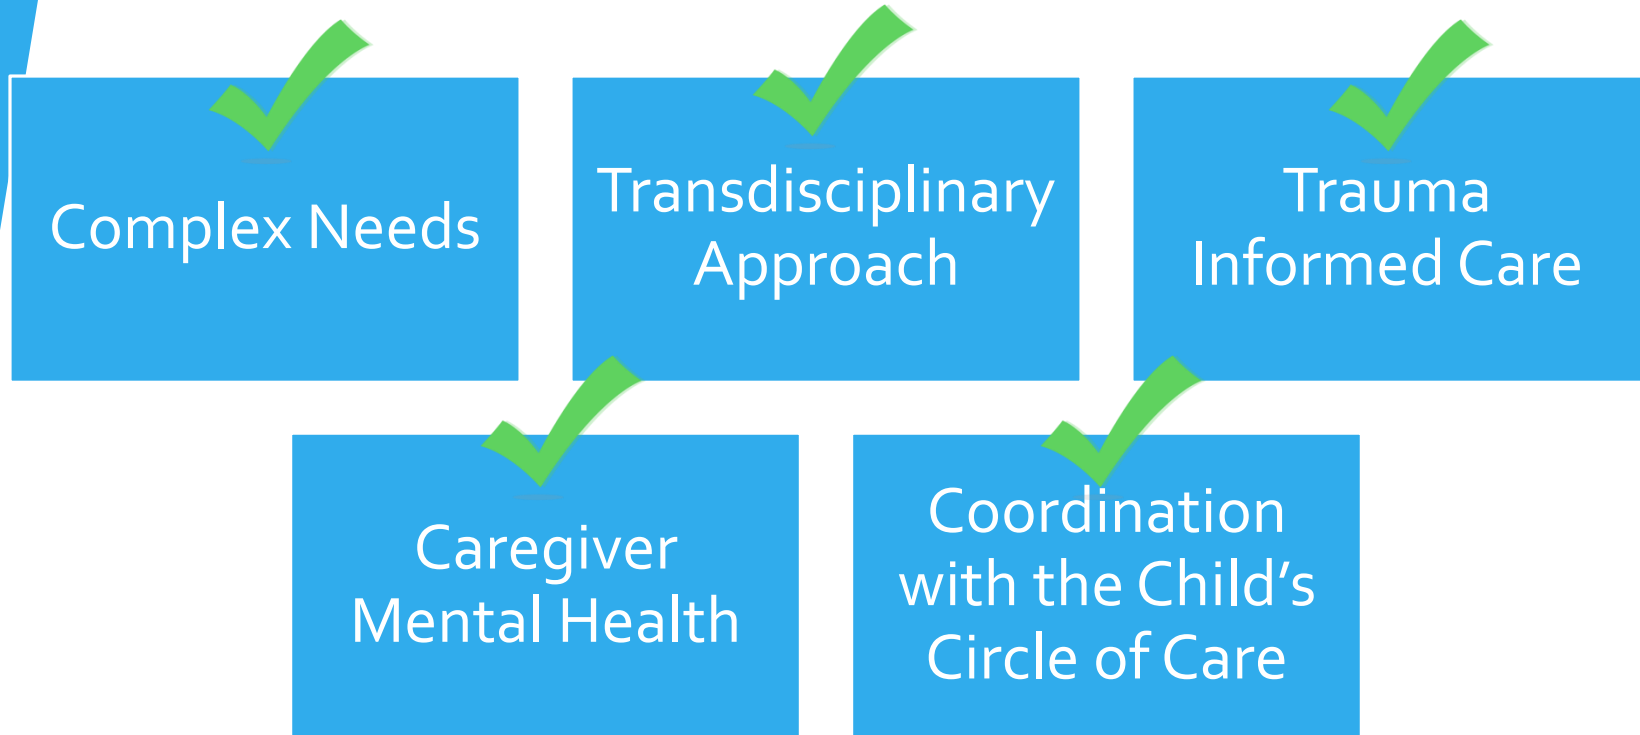 Complex Needs
Transdisciplinary
Approach
Trauma
Informed Care
Caregiver
Mental Health
Coordination
with the Child’s
Circle of Care